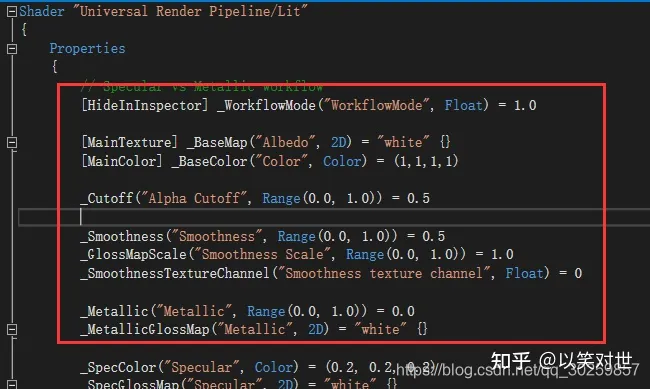 Shader "Universal Render Pipeline/Lit"
{
Properties
{
// Specular vs Metallic workflow
[HideInInspector] _WorkflowMode("WorkflowMode", Float) = 1.0
[MainTexture] _BaseMap("Albedo", 2D) = "white" {}
[MainColor] _BaseColor("Color", Color) = (1,1,1,1)
_Cutoff("Alpha Cutoff", Range(0.0, 1.0)) = 0.5
_Smoothness("Smoothness", Range(0.0, 1.0)) = 0.5
_GlossMapScale("Smoothness Scale", Range(0.0, 1.0)) = 1.0
_SmoothnessTextureChannel("Smoothness texture channel", Float) = 0
_Metallic("Metallic", Range(0.0, 1.0)) = 0.0
_MetallicGlossMap("Metallic", 2D) = "white" {}
_SpecColor("Specular", Color) = (0.2, 0.2, 0.2)
_SpecGlossMap("Specular", 2D) = "white" {}
知乎 @以笑对世
https://blog.csdn.net/qq_30259857